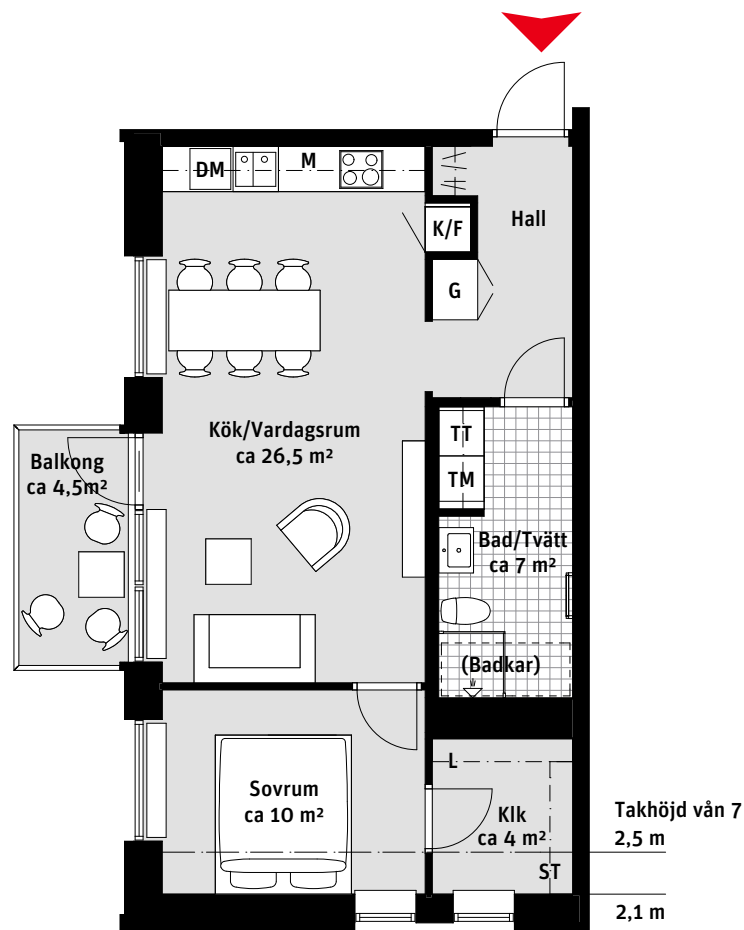 DM
M
K/F
Hall
G
Kök/Vardagsrum
ca 26,5 m²
Balkong
ca 4,5m²
TT
TM
Bad/Tvätt
ca 7 m²
(Badkar)
L
Sovrum
ca 10 m²
Klk
ca 4 m²
ST
Takhöjd vån 7
2,5 m
2,1 m